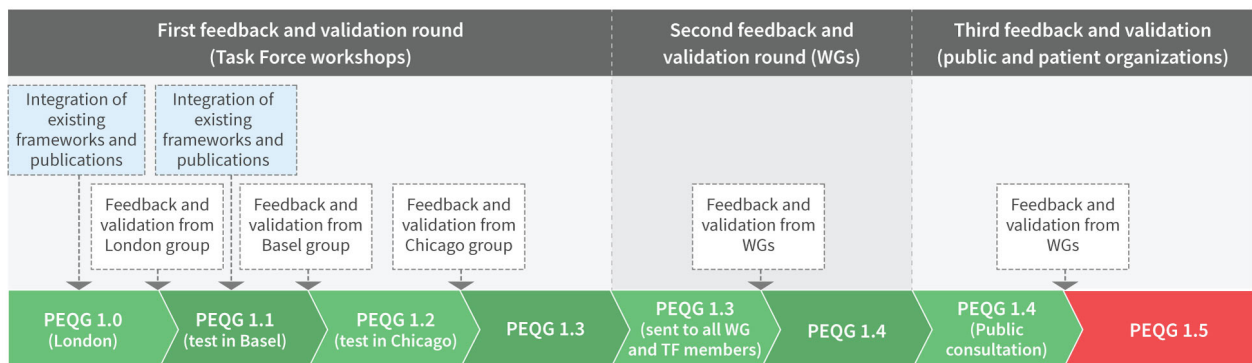 First feedback and validation round
(Task Force workshops)
Second feedback and
validation round (WGs)
Third feedback and validation
(public and patient organizations)
Integration of
existing
frameworks and
publications
Integration of
existing
frameworks and
publications
Feedback and
validation from
London group
Feedback and
validation from
Basel group
Feedback and
validation from
Chicago group
Feedback and
validation from
WGs
Feedback and
validation from
WGs
PEQG 1.0
(London)
PEQG 1.1
(test in Basel)
PEQG 1.2
(test in Chicago)
PEQG 1.3
PEQG 1.3
(sent to all WG
and TF members)
PEQG 1.4
PEQG 1.4
(Public
consultation)
PEQG 1.5